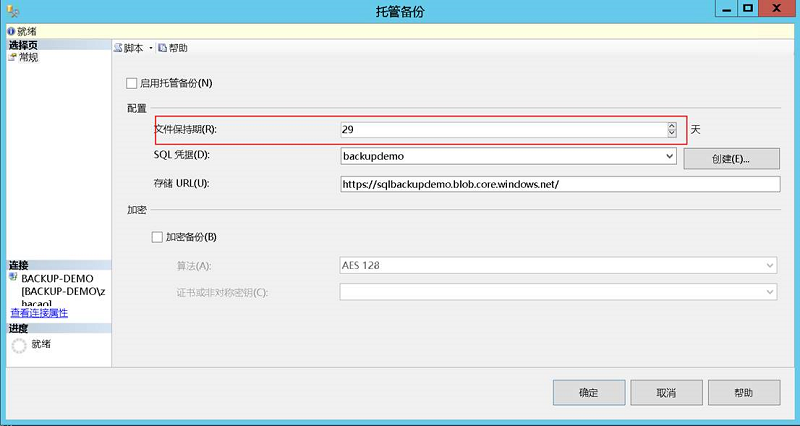 托管备份
就绪
选择页
常规
脚本 帮助
启用托管备份(N)
配置
文件保持期(R): 29 天
SQL 凭据(D): backupdemo 创建(E)...
存储 URL(U): https://sqlbackupdemo.blob.core.windows.net/
加密
加密备份(B)
算法(A): AES 128
证书或非对称密钥(C):
连接
BACKUP-DEMO
[BACKUP-DEMO\z
hacao]
查看连接属性
进度
就绪
确定 取消 帮助